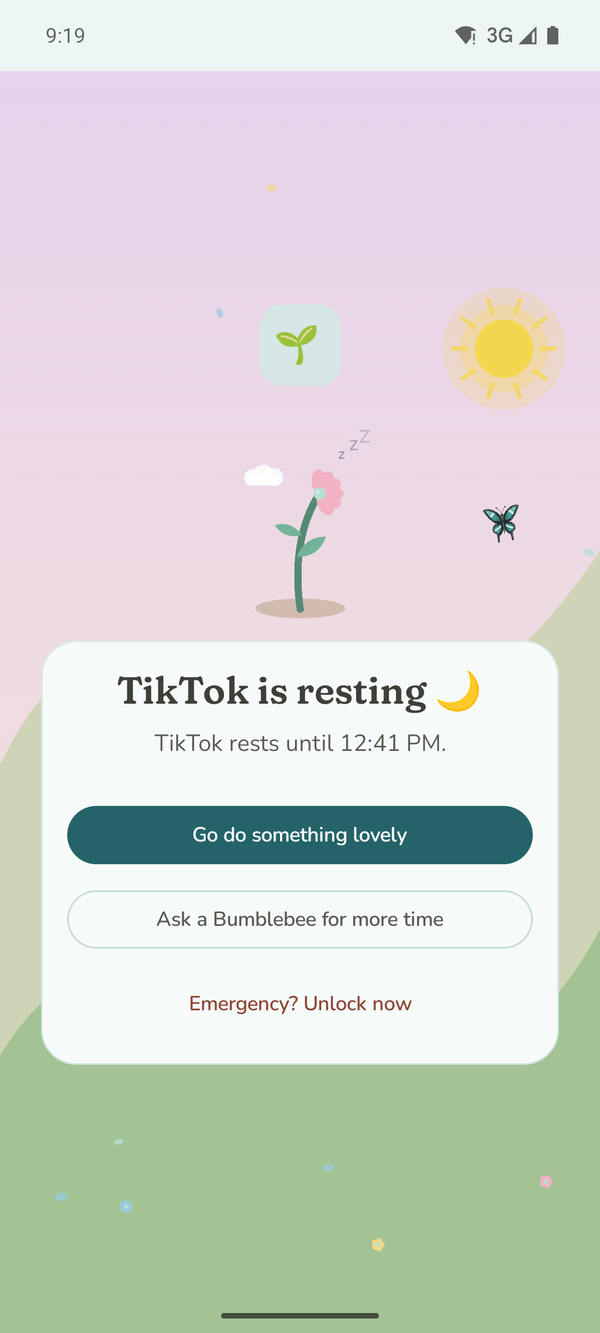 9:19
3G
z z Z
TikTok is resting 🌙
TikTok rests until 12:41 PM.
Go do something lovely
Ask a Bumblebee for more time
Emergency? Unlock now